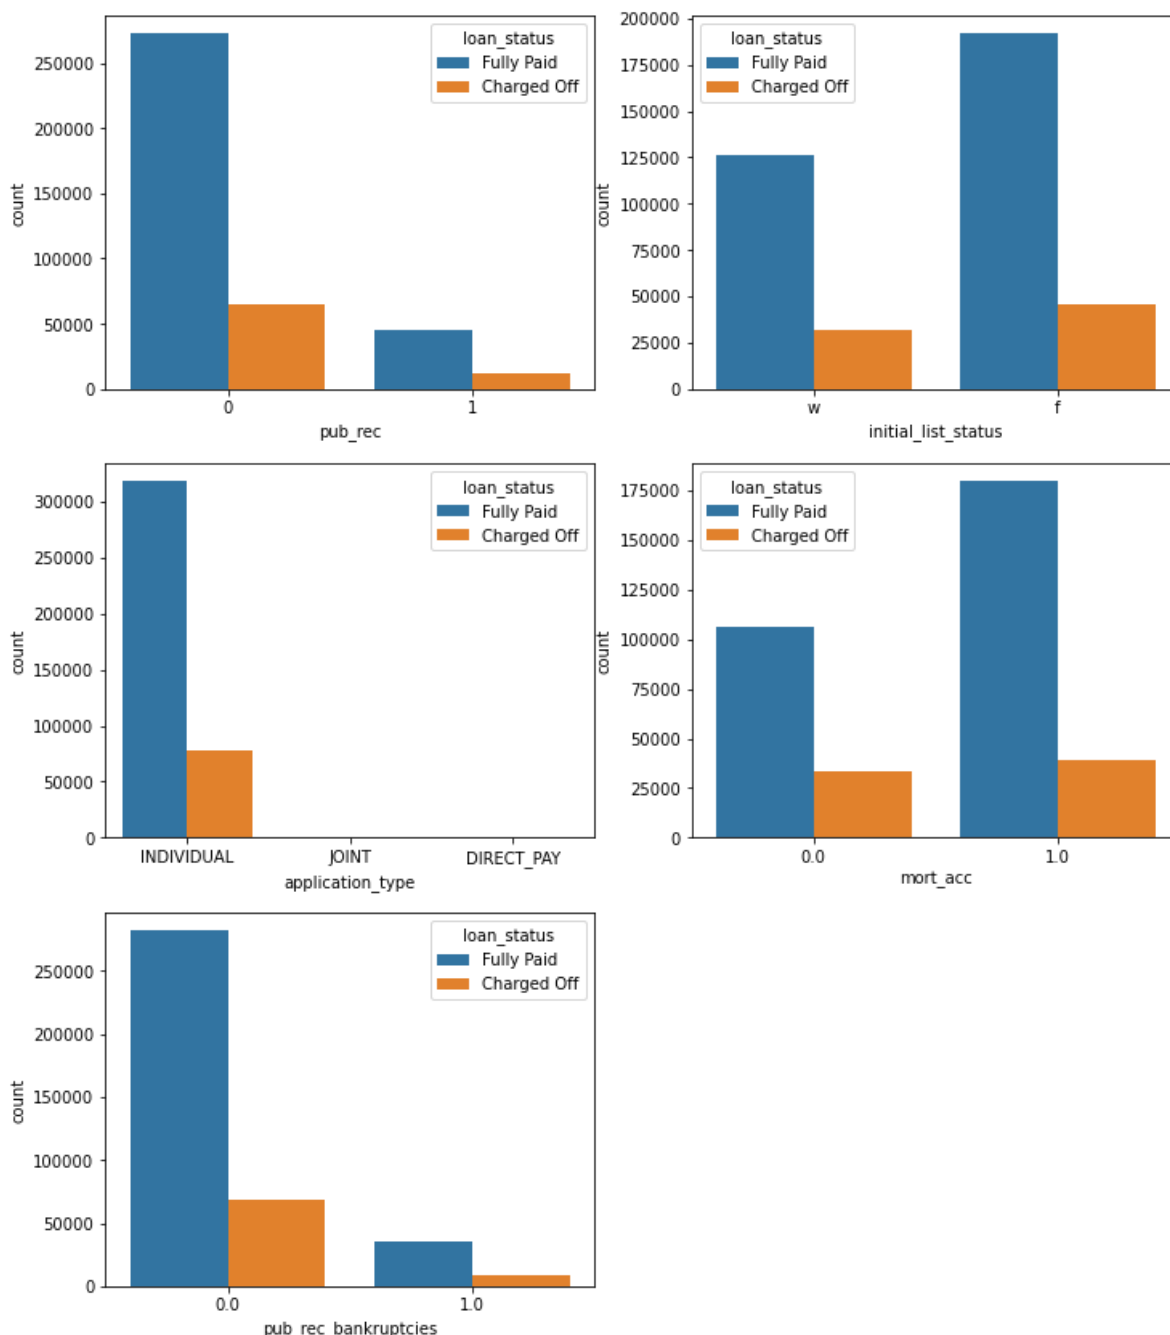 loan_status
Fully Paid
Charged Off
250000
200000
150000
100000
50000
0
count
0 1
pub_rec
loan_status
Fully Paid
Charged Off
200000
175000
150000
125000
100000
75000
50000
25000
0
count
w f
initial_list_status
loan_status
Fully Paid
Charged Off
300000
250000
200000
150000
100000
50000
0
count
INDIVIDUAL JOINT DIRECT_PAY
application_type
loan_status
Fully Paid
Charged Off
175000
150000
125000
100000
75000
50000
25000
0
count
0.0 1.0
mort_acc
loan_status
Fully Paid
Charged Off
250000
200000
150000
100000
50000
0
count
0.0 1.0
pub_rec_bankruptcies